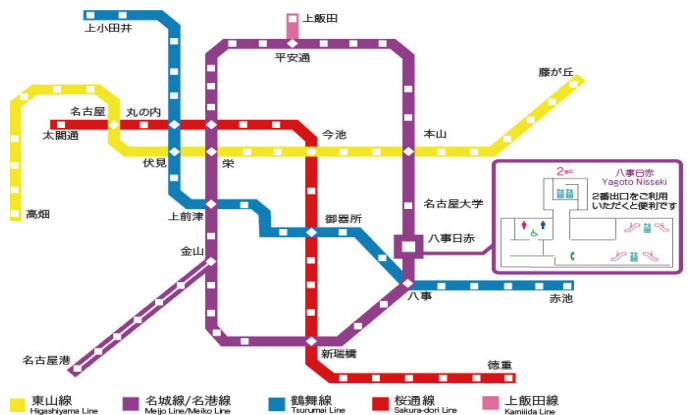 上飯田
上小田井
平安通
藤が丘
名古屋
丸の内
太閤通
今池
本山
伏見
栄
2番出口
八事日赤
Yagoto Nisseki
2番出口をご利用
いただくと便利です
高畑
上前津
御器所
名古屋大学
八事日赤
金山
八事
赤池
名古屋港
新瑞橋
徳重
東山線
Higashiyama Line
名城線/名港線
Meijo Line/Meiko Line
鶴舞線
Tsurumai Line
桜通線
Sakura-dori Line
上飯田線
Kamiiida Line